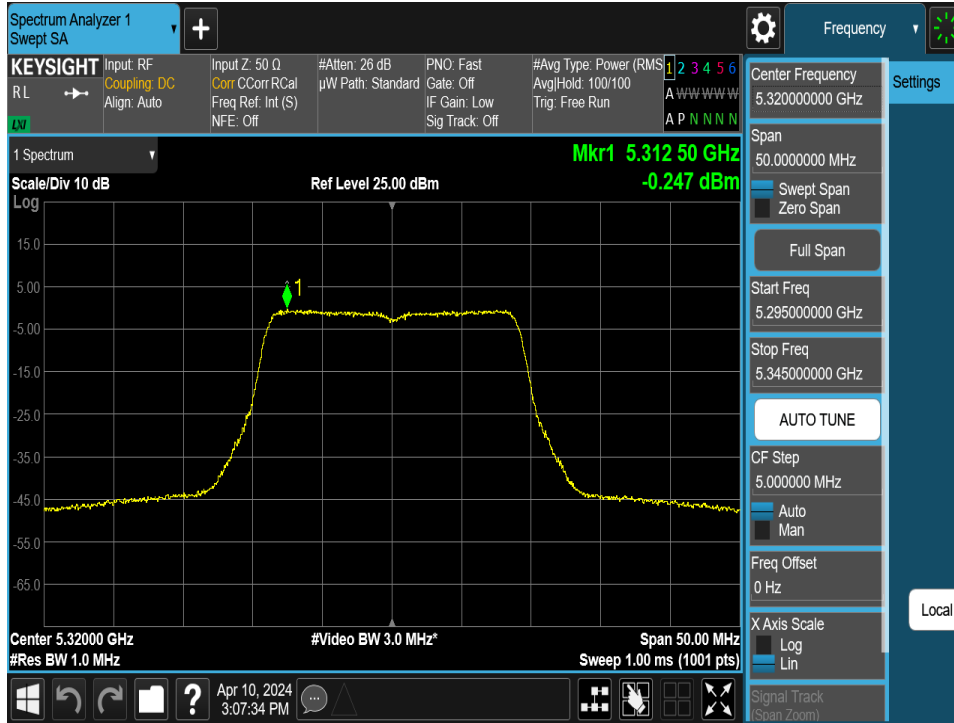 Spectrum Analyzer 1
Swept SA
+
Frequency
KEYSIGHT
RL
LXI
Input: RF
Coupling: DC
Align: Auto
Input Z: 50 Ω
Corr CCorr RCal
Freq Ref: Int (S)
NFE: Off
#Atten: 26 dB
µW Path: Standard
PNO: Fast
Gate: Off
IF Gain: Low
Sig Track: Off
#Avg Type: Power (RMS
Avg|Hold: 100/100
Trig: Free Run
1 2 3 4 5 6
A W W W W W
A P N N N N
1 Spectrum
Mkr1 5.312 50 GHz
Scale/Div 10 dB
Ref Level 25.00 dBm
-0.247 dBm
Log
15.0
5.00
1
-5.00
-15.0
-25.0
-35.0
-45.0
-55.0
-65.0
Center 5.32000 GHz
#Video BW 3.0 MHz*
Span 50.00 MHz
#Res BW 1.0 MHz
Sweep 1.00 ms (1001 pts)
?
Apr 10, 2024
3:07:34 PM
Center Frequency
5.320000000 GHz
Settings
Span
50.0000000 MHz
Swept Span
Zero Span
Full Span
Start Freq
5.295000000 GHz
Stop Freq
5.345000000 GHz
AUTO TUNE
CF Step
5.000000 MHz
Auto
Man
Freq Offset
0 Hz
Local
X Axis Scale
Log
Lin
Signal Track
(Span Zoom)